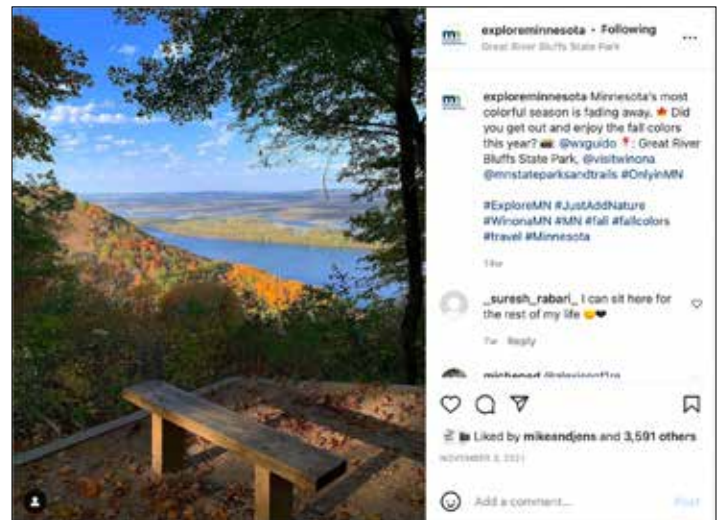 exploreminnesota • Following
Great River Bluffs State Park
exploreminnesota Minnesota's most
colorful season is fading away. 🍁 Did
you get out and enjoy the fall colors
this year? 📸: @wxguido 📍: Great River
Bluffs State Park, @visitwinona
@mnstateparksandtrails #OnlyinMN
#ExploreMN #JustAddNature
#WinonaMN #MN #fall #fallcolors
#travel #Minnesota
14w
_suresh_rabari_ I can sit here for
the rest of my life 😊❤
7w Reply
Liked by mikeandjens and 3,591 others
NOVEMBER 3, 2021
Add a comment...
Post